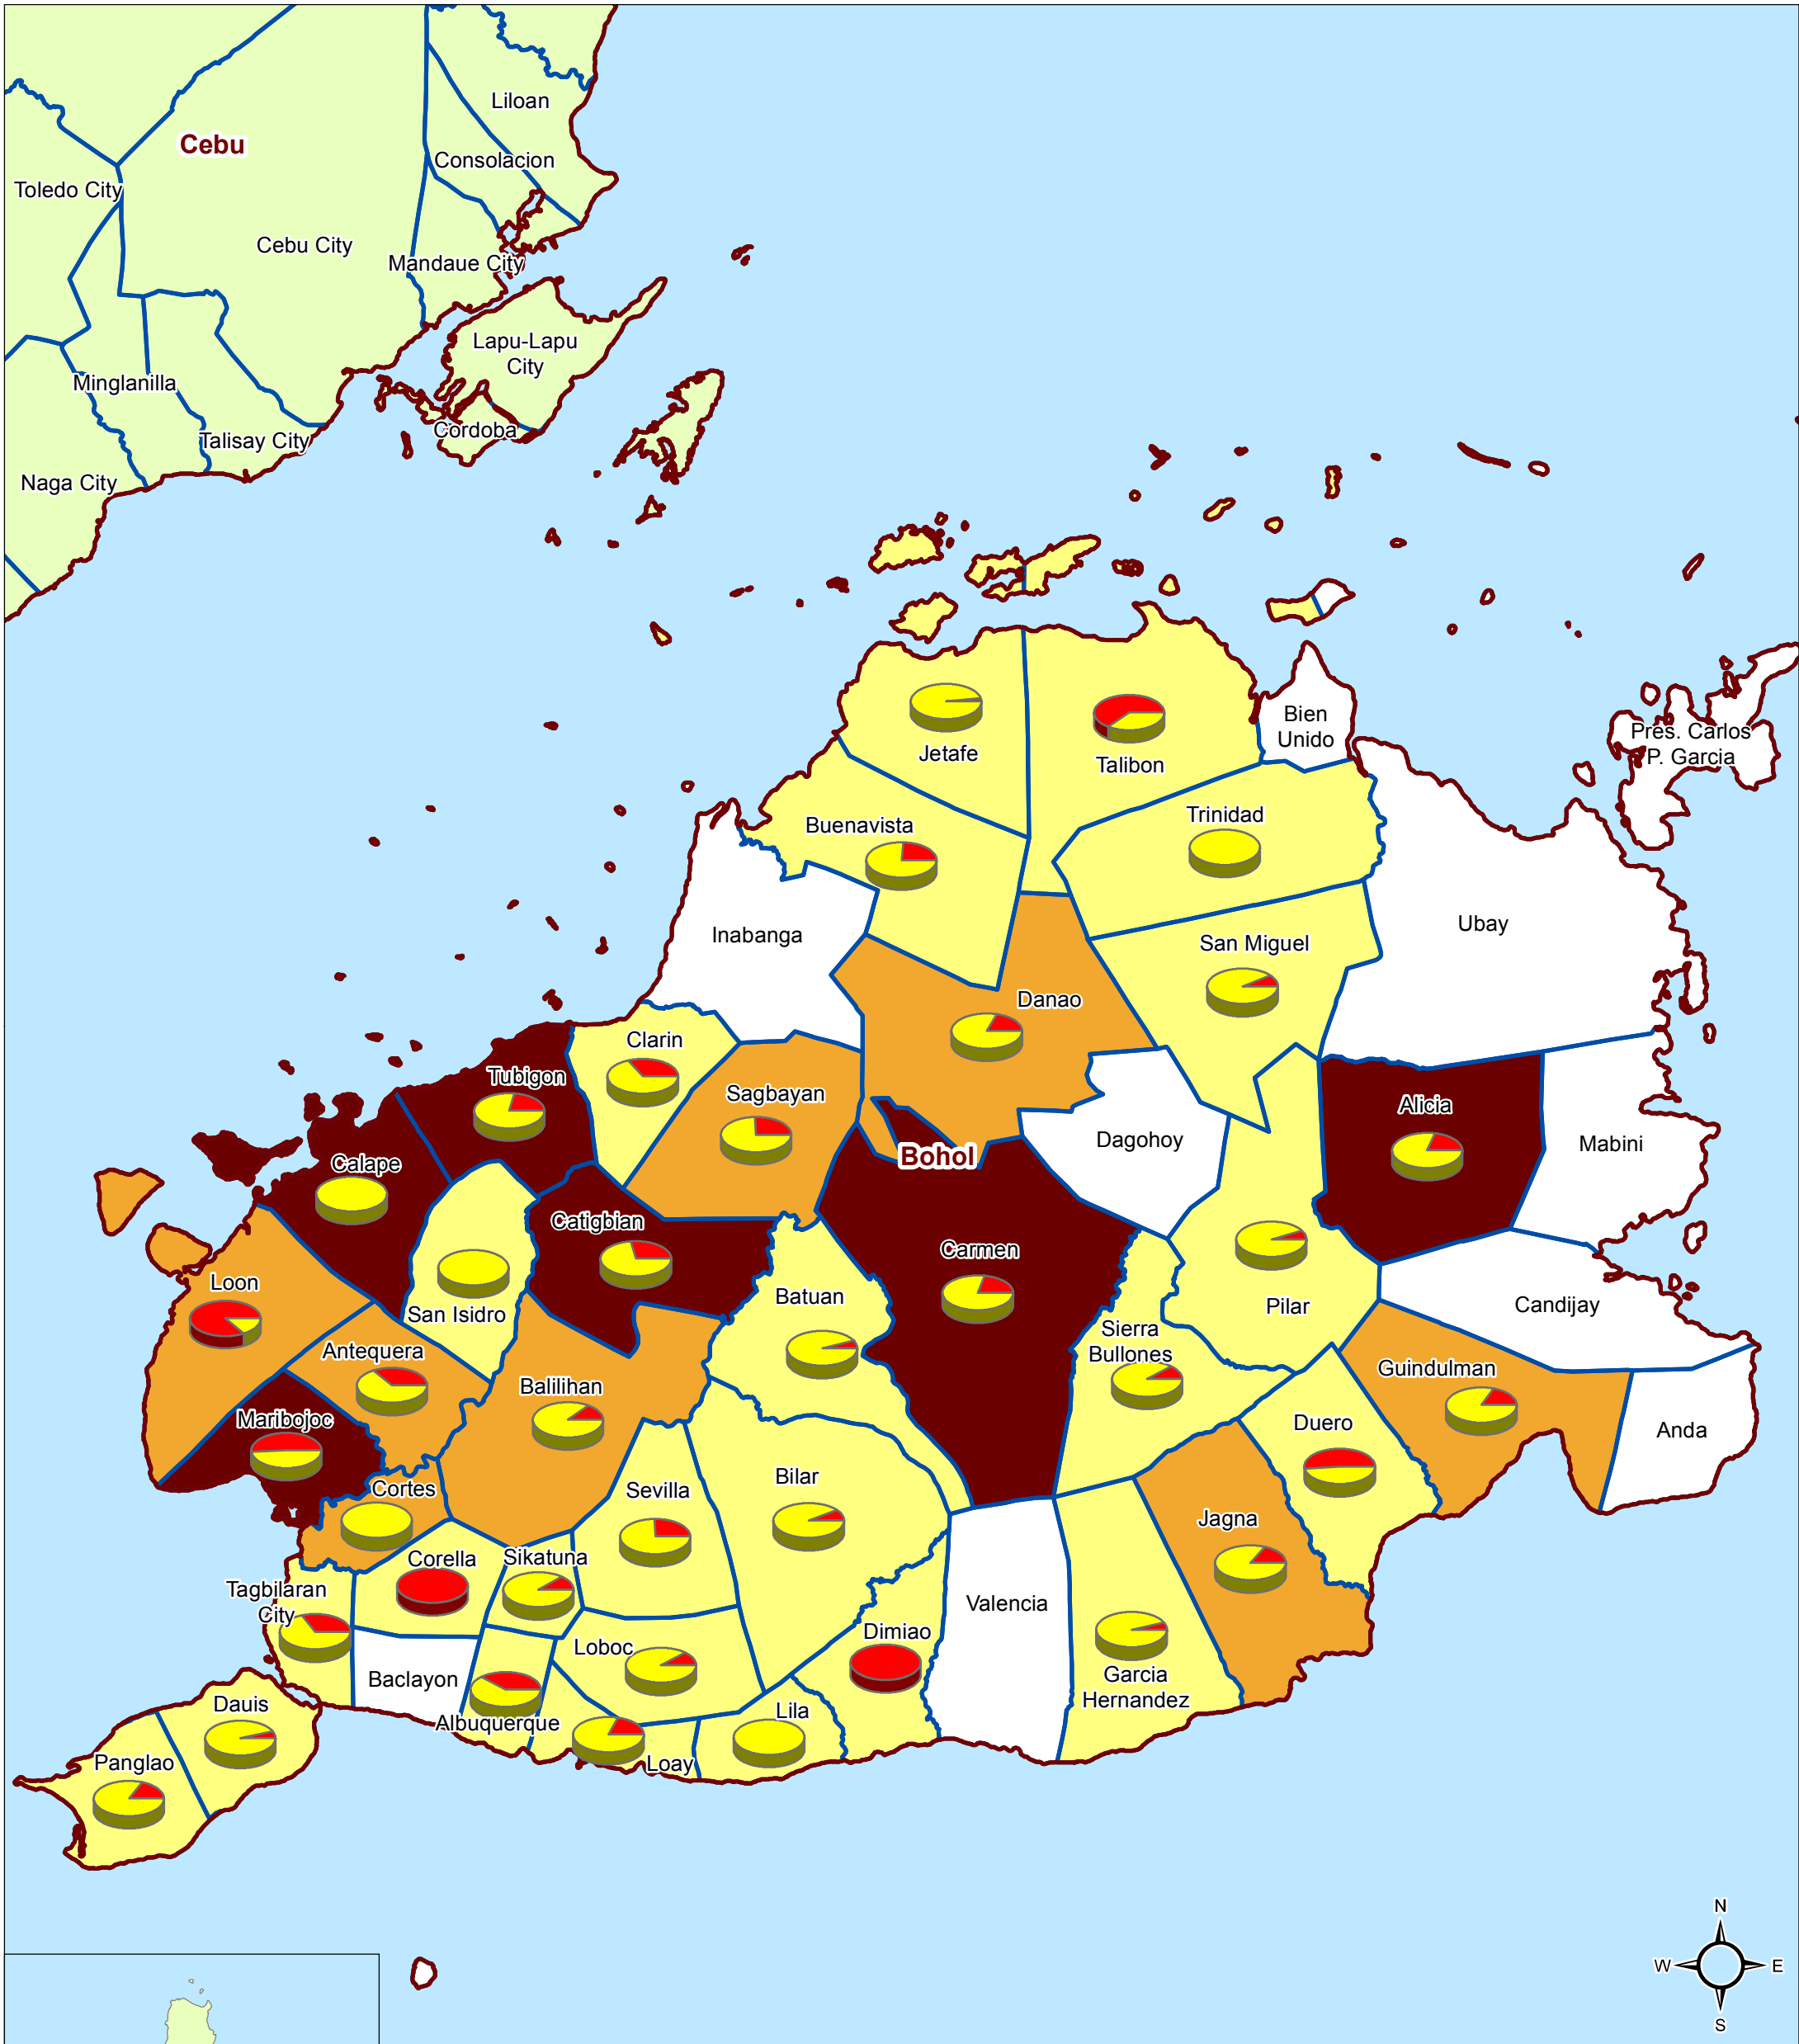 Liloan
Cebu
Consolacion
Toledo City
Cebu City
Mandaue City
Lapu-Lapu
City
Minglanilla
Cordoba
Talisay City
Naga City
Bien
Unido
Pres. Carlos
P. Garcia
Jetafe
Talibon
Trinidad
Buenavista
Ubay
Inabanga
San Miguel
Danao
Clarin
Tubigon
Sagbayan
Alicia
Dagohoy
Mabini
Bohol
Calape
Catigbian
Carmen
Loon
Batuan
Pilar
Candijay
San Isidro
Sierra
Bullones
Antequera
Guindulman
Balilihan
Maribojoc
Duero
Anda
Bilar
Cortes
Sevilla
Jagna
Corella
Sikatuna
Tagbilaran
City
Valencia
Dimiao
Loboc
Baclayon
Garcia
Hernandez
Dauis
Albuquerque
Lila
Panglao
Loay
N
W
E
S